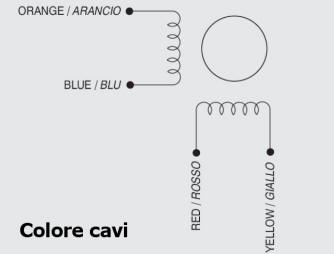 ORANGE / ARANCIO
BLUE / BLU
RED / ROSSO
YELLOW / GIALLO
Colore cavi